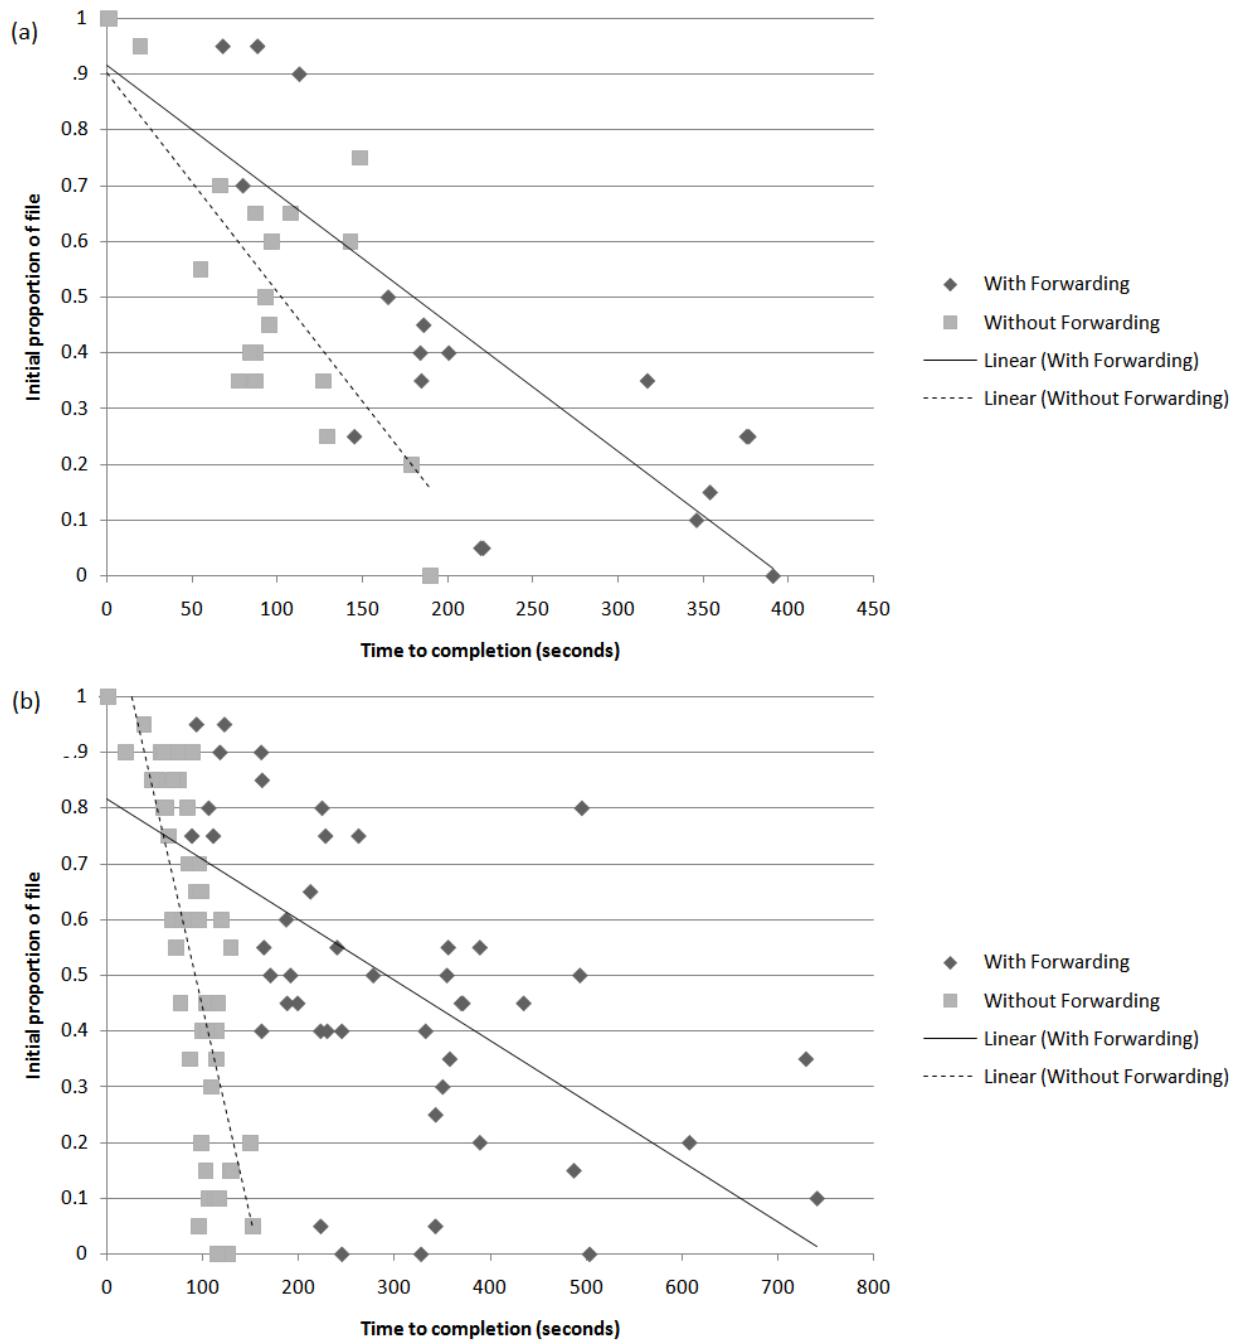 (a)
1
.9
0.8
0.7
0.6
0.5
0.4
0.3
0.2
0.1
0
Initial proportion of file
0 50 100 150 200 250 300 350 400 450
Time to completion (seconds)
With Forwarding
Without Forwarding
Linear (With Forwarding)
Linear (Without Forwarding)
(b)
1
.9
0.8
0.7
0.6
0.5
0.4
0.3
0.2
0.1
0
Initial proportion of file
0 100 200 300 400 500 600 700 800
Time to completion (seconds)
With Forwarding
Without Forwarding
Linear (With Forwarding)
Linear (Without Forwarding)